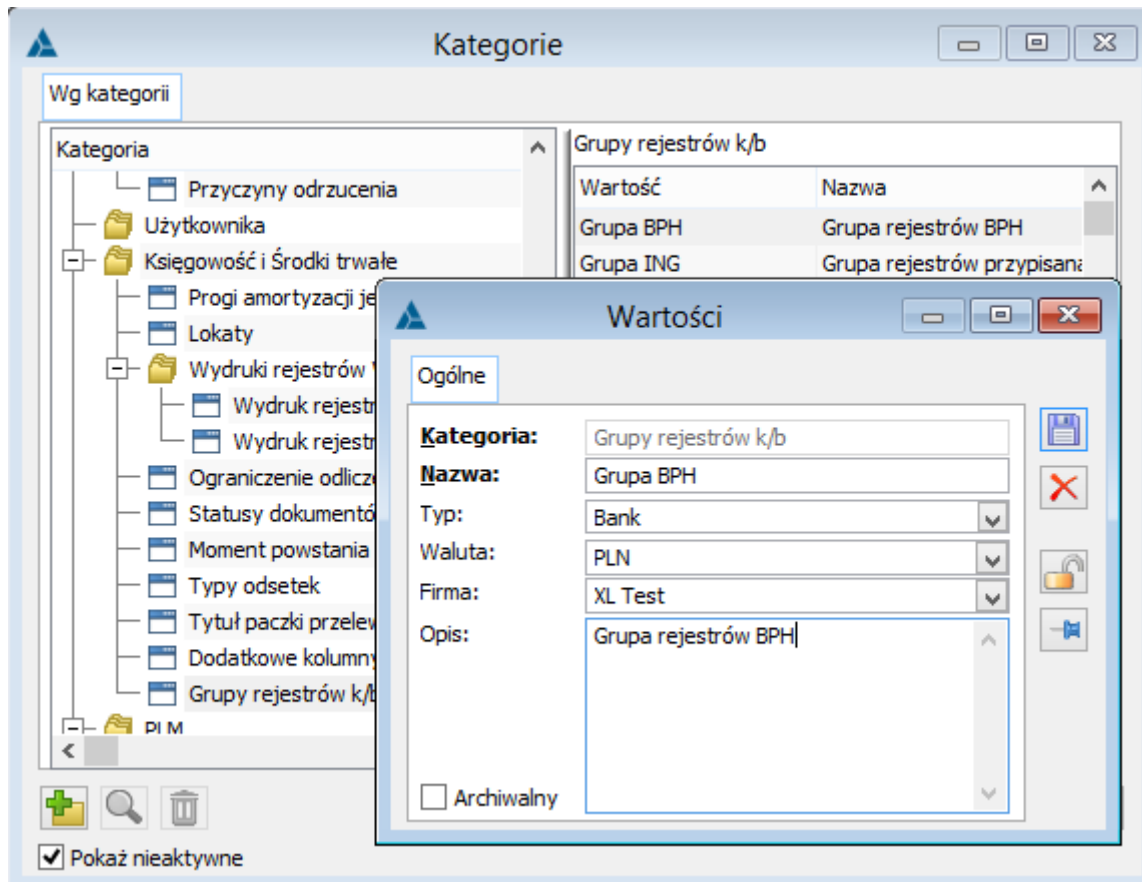 Kategorie
Wg kategorii
Kategoria
Przyczyny odrzucenia
Użytkownika
Księgowość i Środki trwałe
Progi amortyzacji je
Lokaty
Wydruki rejestrów
Wydruk rejestr
Wydruk rejestr
Ograniczenie odlicze
Statusy dokumentó
Moment powstania
Typy odsetek
Tytuł paczki przelew
Dodatkowe kolumny
Grupy rejestrów k/b
PLM
Pokaż nieaktywne
Grupy rejestrów k/b
Wartość Nazwa
Grupa BPH Grupa rejestrów BPH
Grupa ING Grupa rejestrów przypisana
Wartości
Ogólne
Kategoria: Grupy rejestrów k/b
Nazwa: Grupa BPH
Typ: Bank
Waluta: PLN
Firma: XL Test
Opis: Grupa rejestrów BPH
Archiwalny